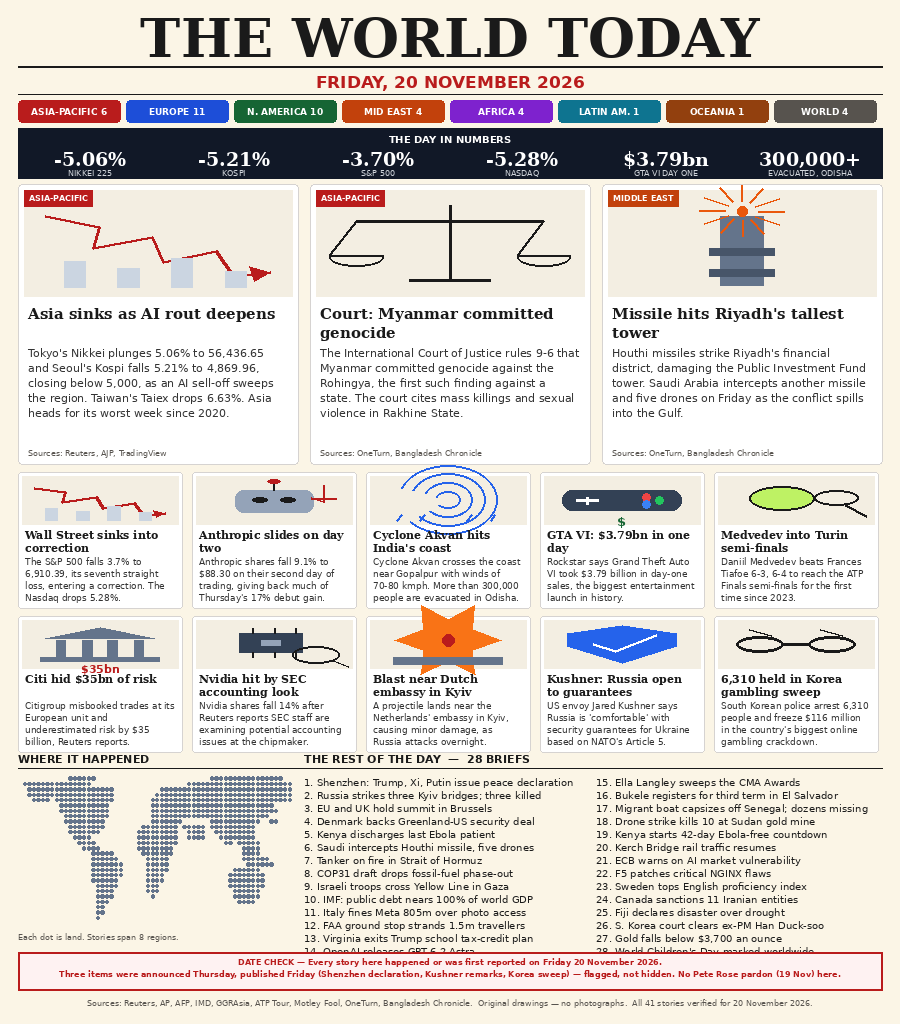 THE WORLD TODAY
FRIDAY, 20 NOVEMBER 2026
ASIA-PACIFIC 6
EUROPE 11
N. AMERICA 10
MID EAST 4
AFRICA 4
LATIN AM. 1
OCEANIA 1
WORLD 4
THE DAY IN NUMBERS
-5.06%
NIKKEI 225
-5.21%
KOSPI
-3.70%
S&P 500
-5.28%
NASDAQ
$3.79bn
GTA VI DAY ONE
300,000+
EVACUATED, ODISHA
ASIA-PACIFIC
Asia sinks as AI rout deepens
Tokyo's Nikkei plunges 5.06% to 56,436.65
and Seoul's Kospi falls 5.21% to 4,869.96,
closing below 5,000, as an AI sell-off sweeps
the region. Taiwan's Taiex drops 6.63%. Asia
heads for its worst week since 2020.
Sources: Reuters, AJP, TradingView
ASIA-PACIFIC
Court: Myanmar committed
genocide
The International Court of Justice rules 9-6 that
Myanmar committed genocide against the
Rohingya, the first such finding against a
state. The court cites mass killings and sexual
violence in Rakhine State.
Sources: OneTurn, Bangladesh Chronicle
MIDDLE EAST
Missile hits Riyadh's tallest
tower
Houthi missiles strike Riyadh's financial
district, damaging the Public Investment Fund
tower. Saudi Arabia intercepts another missile
and five drones on Friday as the conflict spills
into the Gulf.
Sources: OneTurn, Bangladesh Chronicle
Wall Street sinks into
correction
The S&P 500 falls 3.7% to
6,910.39, its seventh straight
loss, entering a correction. The
Nasdaq drops 5.28%.
Anthropic slides on day
two
Anthropic shares fall 9.1% to
$88.30 on their second day of
trading, giving back much of
Thursday's 17% debut gain.
Cyclone Akvan hits
India's coast
Cyclone Akvan crosses the coast
near Gopalpur with winds of
70-80 kmph. More than 300,000
people are evacuated in Odisha.
$
GTA VI: $3.79bn in one
day
Rockstar says Grand Theft Auto
VI took $3.79 billion in day-one
sales, the biggest entertainment
launch in history.
Medvedev into Turin
semi-finals
Daniil Medvedev beats Frances
Tiafoe 6-3, 6-4 to reach the ATP
Finals semi-finals for the first
time since 2023.
$35bn
Citi hid $35bn of risk
Citigroup misbooked trades at its
European unit and
underestimated risk by $35
billion, Reuters reports.
Nvidia hit by SEC
accounting look
Nvidia shares fall 14% after
Reuters reports SEC staff are
examining potential accounting
issues at the chipmaker.
Blast near Dutch
embassy in Kyiv
A projectile lands near the
Netherlands' embassy in Kyiv,
causing minor damage, as
Russia attacks overnight.
Kushner: Russia open
to guarantees
US envoy Jared Kushner says
Russia is 'comfortable' with
security guarantees for Ukraine
based on NATO's Article 5.
6,310 held in Korea
gambling sweep
South Korean police arrest 6,310
people and freeze $116 million
in the country's biggest online
gambling crackdown.
WHERE IT HAPPENED
Each dot is land. Stories span 8 regions.
THE REST OF THE DAY — 28 BRIEFS
1. Shenzhen: Trump, Xi, Putin issue peace declaration
2. Russia strikes three Kyiv bridges; three killed
3. EU and UK hold summit in Brussels
4. Denmark backs Greenland-US security deal
5. Kenya discharges last Ebola patient
6. Saudi intercepts Houthi missile, five drones
7. Tanker on fire in Strait of Hormuz
8. COP31 draft drops fossil-fuel phase-out
9. Israeli troops cross Yellow Line in Gaza
10. IMF: public debt nears 100% of world GDP
11. Italy fines Meta 805m over photo access
12. FAA ground stop strands 1.5m travellers
13. Virginia exits Trump school tax-credit plan
14. OpenAI releases GPT-6.2 Astra
15. Ella Langley sweeps the CMA Awards
16. Bukele registers for third term in El Salvador
17. Migrant boat capsizes off Senegal; dozens missing
18. Drone strike kills 10 at Sudan gold mine
19. Kenya starts 42-day Ebola-free countdown
20. Kerch Bridge rail traffic resumes
21. ECB warns on AI market vulnerability
22. F5 patches critical NGINX flaws
23. Sweden tops English proficiency index
24. Canada sanctions 11 Iranian entities
25. Fiji declares disaster over drought
26. S. Korea court clears ex-PM Han Duck-soo
27. Gold falls below $3,700 an ounce
28. World Children's Day marked worldwide
DATE CHECK — Every story here happened or was first reported on Friday 20 November 2026.
Three items were announced Thursday, published Friday (Shenzhen declaration, Kushner remarks, Korea sweep) — flagged, not hidden. No Pete Rose pardon (19 Nov) here.
Sources: Reuters, AP, AFP, IMD, GGRAsia, ATP Tour, Motley Fool, OneTurn, Bangladesh Chronicle. Original drawings — no photographs. All 41 stories verified for 20 November 2026.